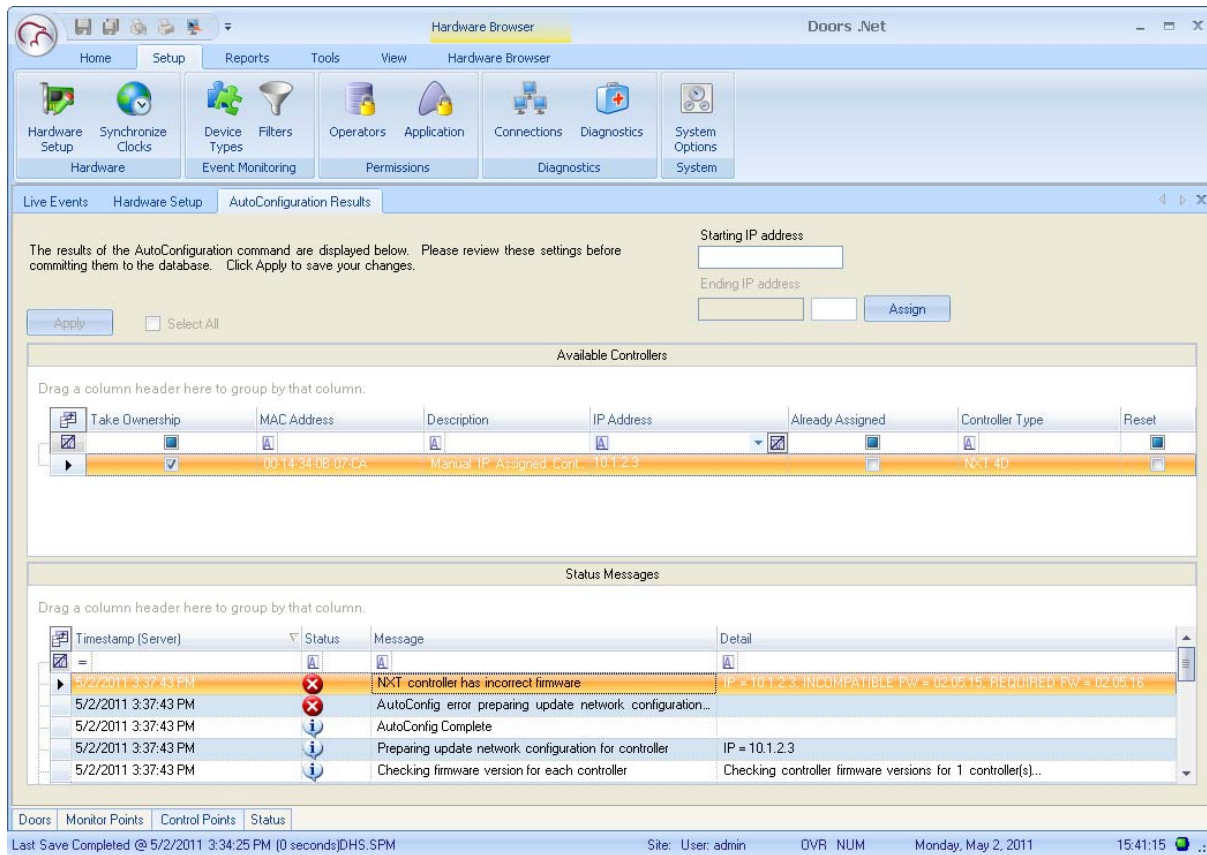 Hardware Browser
Doors .Net
Home Setup Reports Tools View Hardware Browser
Hardware Setup
Synchronize Clocks
Device Types
Filters
Operators
Application
Connections
Diagnostics
System Options
Hardware
Event Monitoring
Permissions
Diagnostics
System
Live Events Hardware Setup AutoConfiguration Results
The results of the AutoConfiguration command are displayed below. Please review these settings before
committing them to the database. Click Apply to save your changes.
Starting IP address
Ending IP address
Assign
Apply
Select All
Available Controllers
Drag a column header here to group by that column.
Take Ownership MAC Address Description IP Address Already Assigned Controller Type Reset
A A A A
00-14-34-0B-07-CA Manual IP Assigned Cont... 10.1.2.3 NXT 4D
Status Messages
Drag a column header here to group by that column.
Timestamp (Server) Status Message Detail
= A A A
5/2/2011 3:37:43 PM NXT controller has incorrect firmware IP = 10.1.2.3, INCOMPATIBLE FW = 02.05.15, REQUIRED FW = 02.05.16
5/2/2011 3:37:43 PM AutoConfig error preparing update network configuration...
5/2/2011 3:37:43 PM AutoConfig Complete
5/2/2011 3:37:43 PM Preparing update network configuration for controller IP = 10.1.2.3
5/2/2011 3:37:43 PM Checking firmware version for each controller Checking controller firmware versions for 1 controller(s)...
Doors Monitor Points Control Points Status
Last Save Completed @ 5/2/2011 3:34:25 PM (0 seconds)DHS.SPM Site: User: admin OVR NUM Monday, May 2, 2011 15:41:15